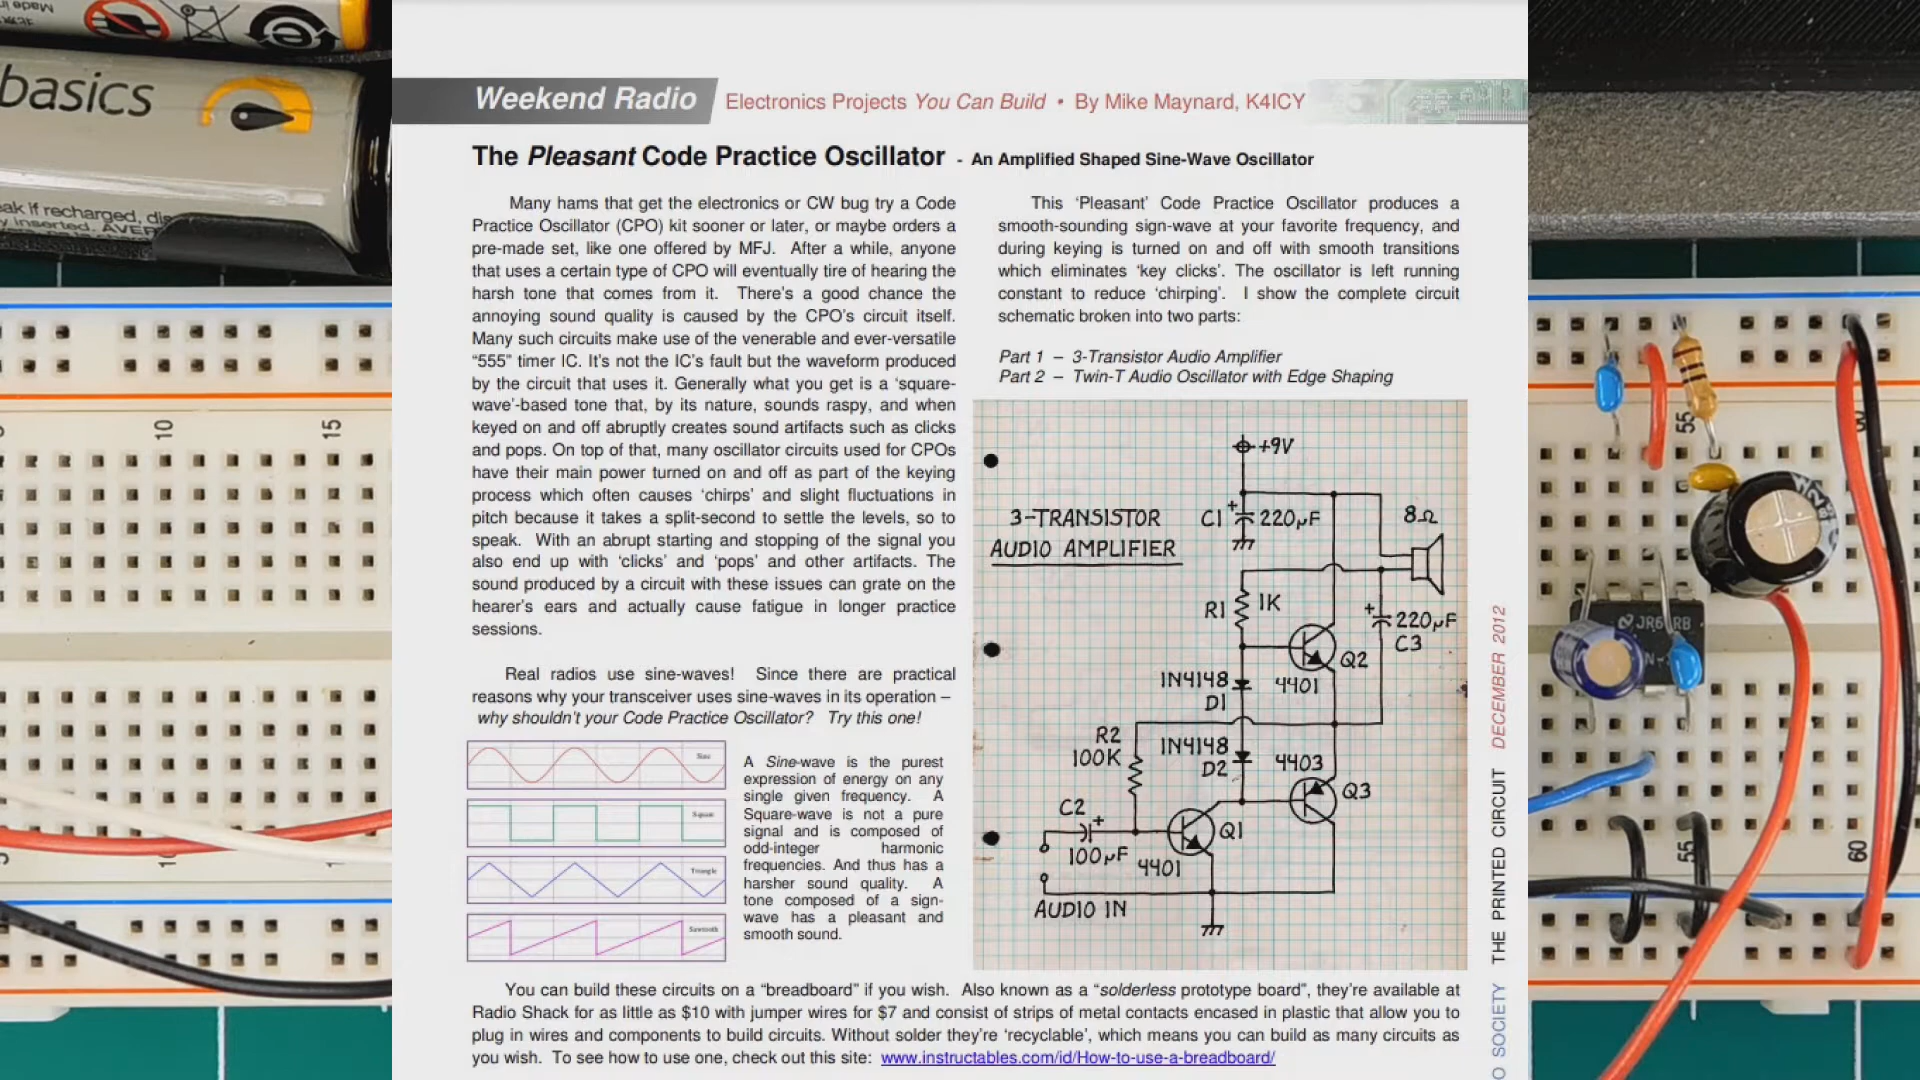 basics
Weekend Radio Electronics Projects You Can Build • By Mike Maynard, K4ICY
The Pleasant Code Practice Oscillator - An Amplified Shaped Sine-Wave Oscillator
Many hams that get the electronics or CW bug try a Code
Practice Oscillator (CPO) kit sooner or later, or maybe orders a
pre-made set, like one offered by MFJ. After a while, anyone
that uses a certain type of CPO will eventually tire of hearing the
harsh tone that comes from it. There's a good chance the
annoying sound quality is caused by the CPO's circuit itself.
Many such circuits make use of the venerable and ever-versatile
“555” timer IC. It's not the IC's fault but the waveform produced
by the circuit that uses it. Generally what you get is a ‘square-
wave’-based tone that, by its nature, sounds raspy, and when
keyed on and off abruptly creates sound artifacts such as clicks
and pops. On top of that, many oscillator circuits used for CPOs
have their main power turned on and off as part of the keying
process which often causes ‘chirps’ and slight fluctuations in
pitch because it takes a split-second to settle the levels, so to
speak. With an abrupt starting and stopping of the signal you
also end up with ‘clicks’ and ‘pops’ and other artifacts. The
sound produced by a circuit with these issues can grate on the
hearer's ears and actually cause fatigue in longer practice
sessions.
Real radios use sine-waves! Since there are practical
reasons why your transceiver uses sine-waves in its operation –
why shouldn't your Code Practice Oscillator? Try this one!
Sine
Square
Triangle
Sawtooth
A Sine-wave is the purest
expression of energy on any
single given frequency. A
Square-wave is not a pure
signal and is composed of
odd-integer harmonic
frequencies. And thus has a
harsher sound quality. A
tone composed of a sign-
wave has a pleasant and
smooth sound.
This ‘Pleasant’ Code Practice Oscillator produces a
smooth-sounding sign-wave at your favorite frequency, and
during keying is turned on and off with smooth transitions
which eliminates ‘key clicks’. The oscillator is left running
constant to reduce ‘chirping’. I show the complete circuit
schematic broken into two parts:
Part 1 – 3-Transistor Audio Amplifier
Part 2 – Twin-T Audio Oscillator with Edge Shaping
+9V
3-TRANSISTOR
AUDIO AMPLIFIER
C1 + 220µF
8Ω
R1 1K
+ 220µF
C3
Q2
4401
1N4148
D1
R2
100K
1N4148
D2
4403
Q3
C2
+
100µF
Q1
4401
AUDIO IN
You can build these circuits on a “breadboard” if you wish. Also known as a “solderless prototype board”, they're available at
Radio Shack for as little as $10 with jumper wires for $7 and consist of strips of metal contacts encased in plastic that allow you to
plug in wires and components to build circuits. Without solder they're ‘recyclable’, which means you can build as many circuits as
you wish. To see how to use one, check out this site: www.instructables.com/id/How-to-use-a-breadboard/
O SOCIETY THE PRINTED CIRCUIT DECEMBER 2012
10
15
55
60
55
60